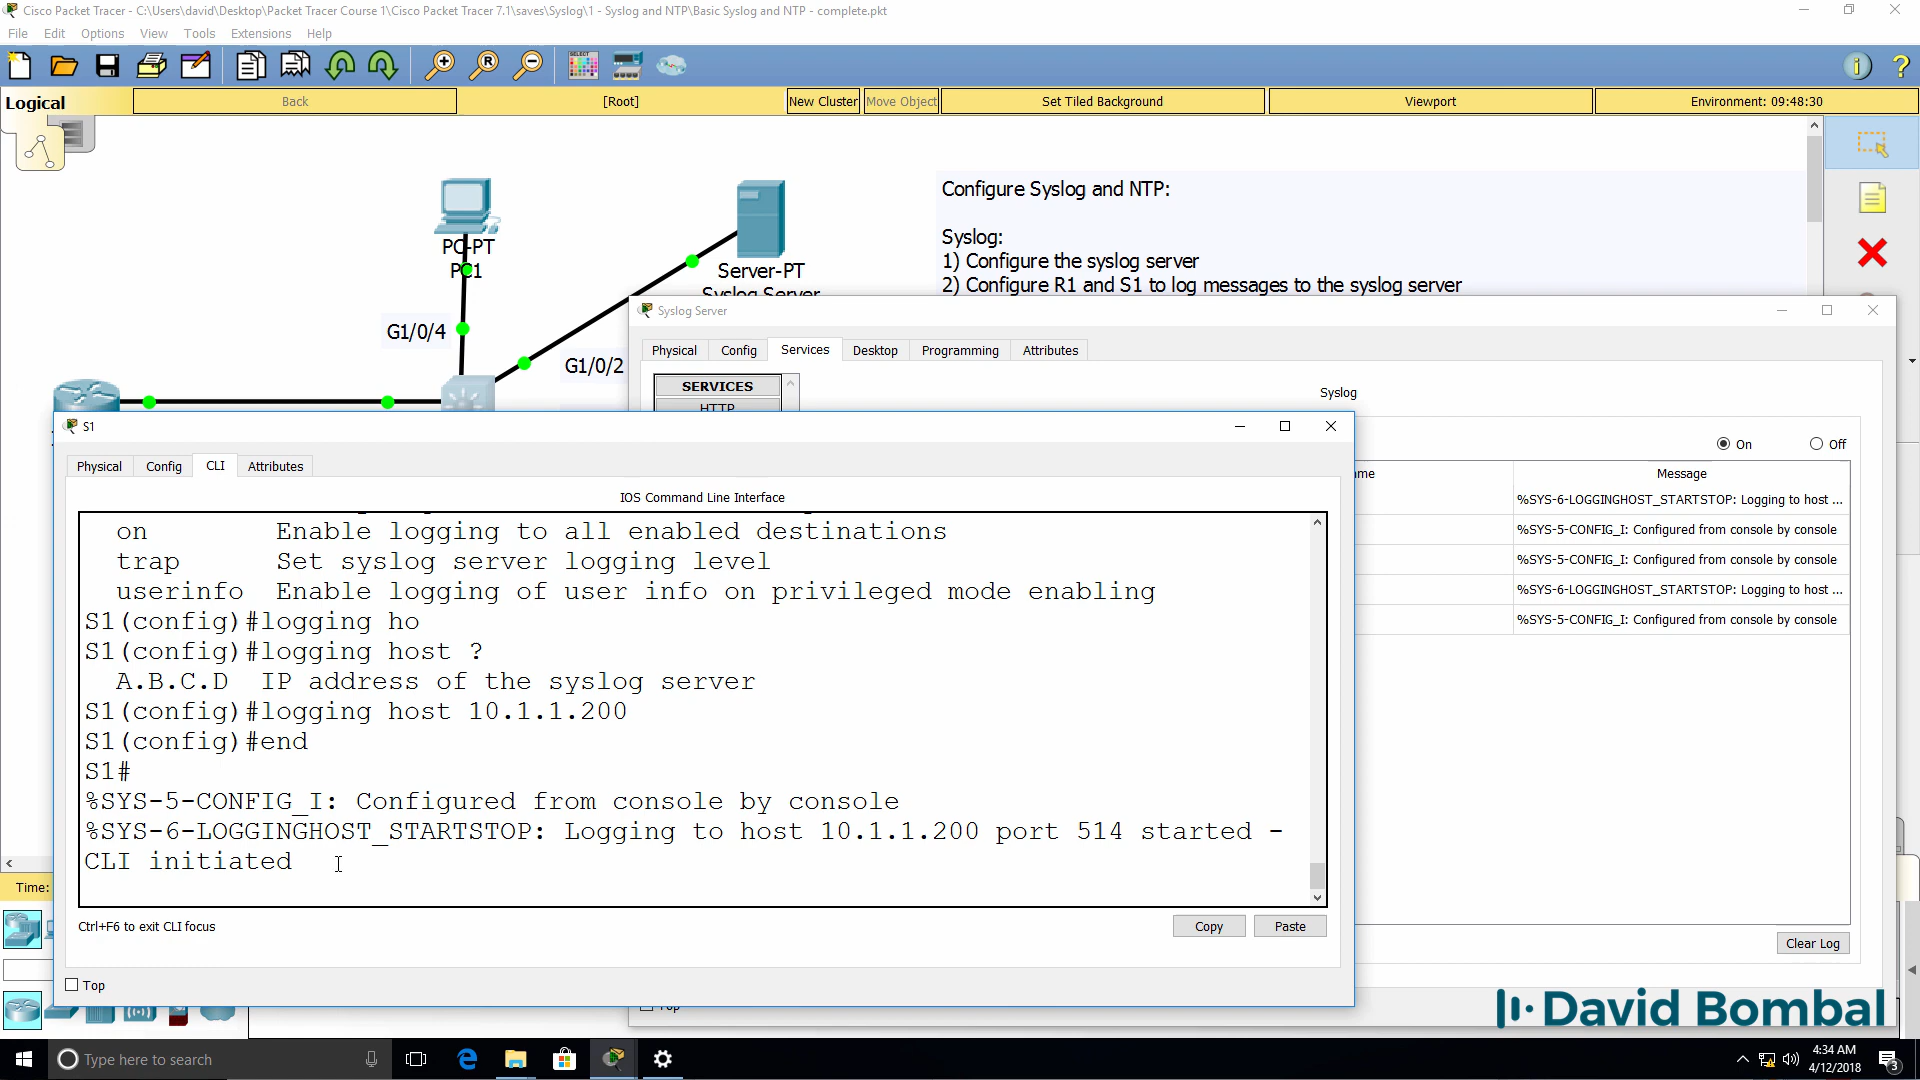 Cisco Packet Tracer - C:\Users\david\Desktop\Packet Tracer Course 1\Cisco Packet Tracer 7.1\saves\Syslog\1 - Syslog and NTP\Basic Syslog and NTP - complete.pkt
File Edit Options View Tools Extensions Help
Logical Back [Root] New Cluster Move Object Set Tiled Background Viewport Environment: 09:48:30
Configure Syslog and NTP:
Syslog:
1) Configure the syslog server
2) Configure R1 and S1 to log messages to the syslog server
PC-PT
PC1
Server-PT
Syslog Server
G1/0/4
G1/0/2
Syslog Server
Physical Config Services Desktop Programming Attributes
SERVICES
HTTP
Syslog
On Off
Message
%SYS-6-LOGGINGHOST_STARTSTOP: Logging to host ...
%SYS-5-CONFIG_I: Configured from console by console
%SYS-5-CONFIG_I: Configured from console by console
%SYS-6-LOGGINGHOST_STARTSTOP: Logging to host ...
%SYS-5-CONFIG_I: Configured from console by console
Clear Log
S1
Physical Config CLI Attributes
IOS Command Line Interface
on Enable logging to all enabled destinations
trap Set syslog server logging level
userinfo Enable logging of user info on privileged mode enabling
S1(config)#logging ho
S1(config)#logging host ?
A.B.C.D IP address of the syslog server
S1(config)#logging host 10.1.1.200
S1(config)#end
S1#
%SYS-5-CONFIG_I: Configured from console by console
%SYS-6-LOGGINGHOST_STARTSTOP: Logging to host 10.1.1.200 port 514 started -
CLI initiated
Ctrl+F6 to exit CLI focus
Copy Paste
Top
Time:
David Bombal
Type here to search
4:34 AM
4/12/2018
3